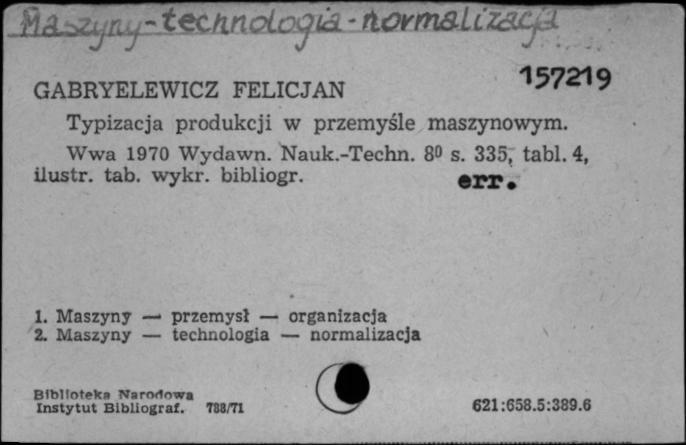 Maszyny-technologia-normalizacja
157219
GABRYELEWICZ FELICJAN
Typizacja produkcji w przemyśle maszynowym.
Wwa 1970 Wydawn. Nauk.-Techn. 8⁰ s. 335, tabl. 4,
ilustr. tab. wykr. bibliogr.
err.
1. Maszyny — przemysł — organizacja
2. Maszyny — technologia — normalizacja
Biblioteka Narodowa
Instytut Bibliograf. 788/71
621:658.5:389.6